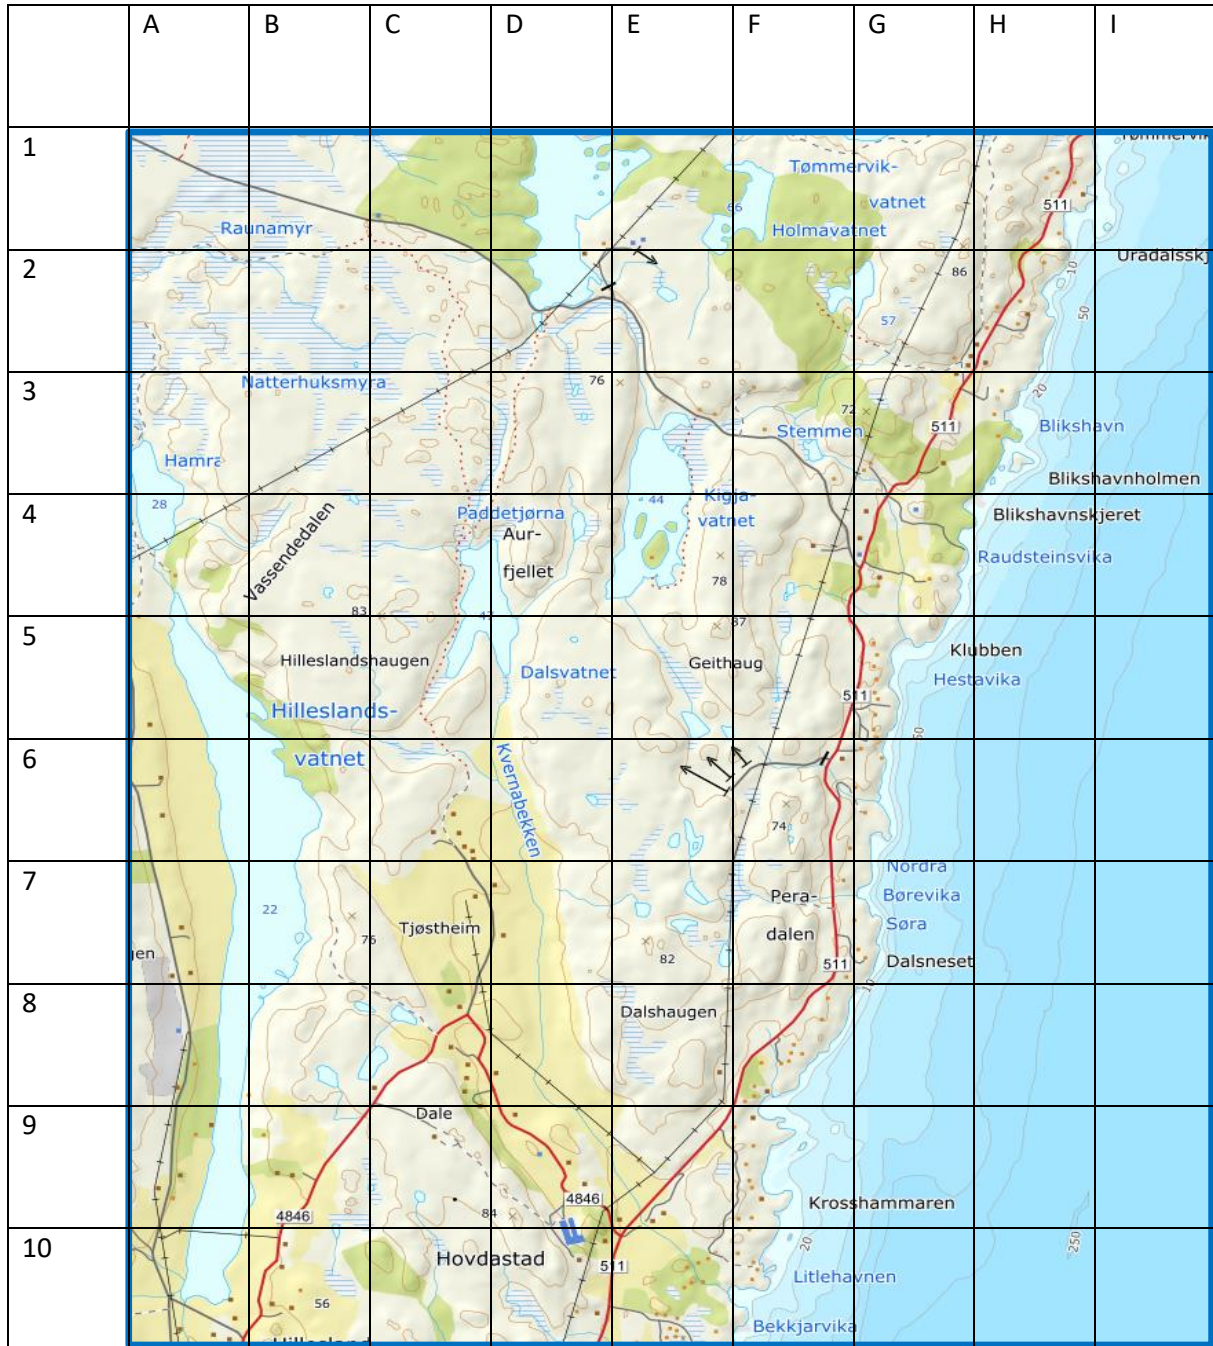 A B C D E F G H I
1
Tømmervik-
vatnet
66
Holmavatnet
511
Raunamyr
2
Uradalsskj
86
10
50
57
3
Natterhuksmyra
76
20
72
Stemmen
511
Blikshavn
Hamra
Blikshavnholmen
4
28
44
Kigja-
vatnet
Blikshavnskjeret
Paddetjørna
Vassendedalen
Aur-
fjellet
Raudsteinsvika
78
83
5
87
Hilleslandshaugen
Geithaug
Klubben
Dalsvatnet
Hestavika
511
Hilleslands-
vatnet
6
Kvernabekken
74
7
Nordra
Børevika
Pera-
dalen
Søra
22
76
Tjøstheim
82
511
Dalsneset
8
10
Dalshaugen
9
Dale
4846
Krosshammaren
4846
84
10
Hovdastad
511
20
250
Litlehavnen
56
Bekkjarvika
Hillesland